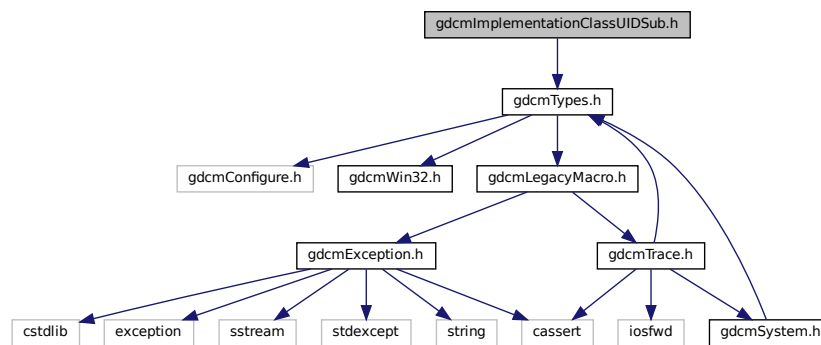 gdcmImplementationClassUIDSub.h
gdcmTypes.h
gdcmConfigure.h
gdcmWin32.h
gdcmLegacyMacro.h
gdcmException.h
gdcmTrace.h
cstdlib
exception
sstream
stdexcept
string
cassert
iosfwd
gdcmSystem.h